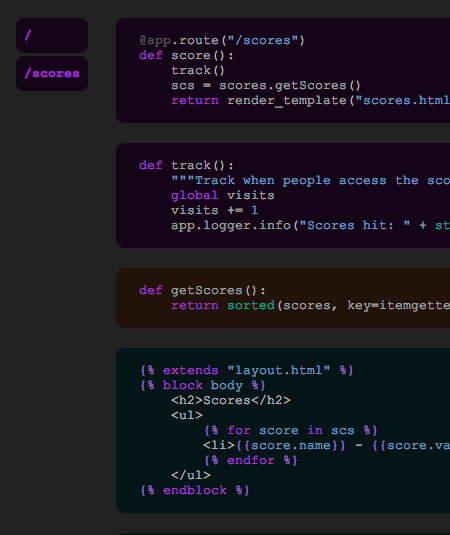 /
/scores
@app.route("/scores")
def score():
    track()
    scs = scores.getScores()
    return render_template("scores.html
def track():
    """Track when people access the sco
    global visits
    visits += 1
    app.logger.info("Scores hit: " + st
def getScores():
    return sorted(scores, key=itemgette
{% extends "layout.html" %}
{% block body %}
    <h2>Scores</h2>
    <ul>
        {% for score in scs %}
        <li>{{score.name}} - {{score.va
        {% endfor %}
    </ul>
{% endblock %}